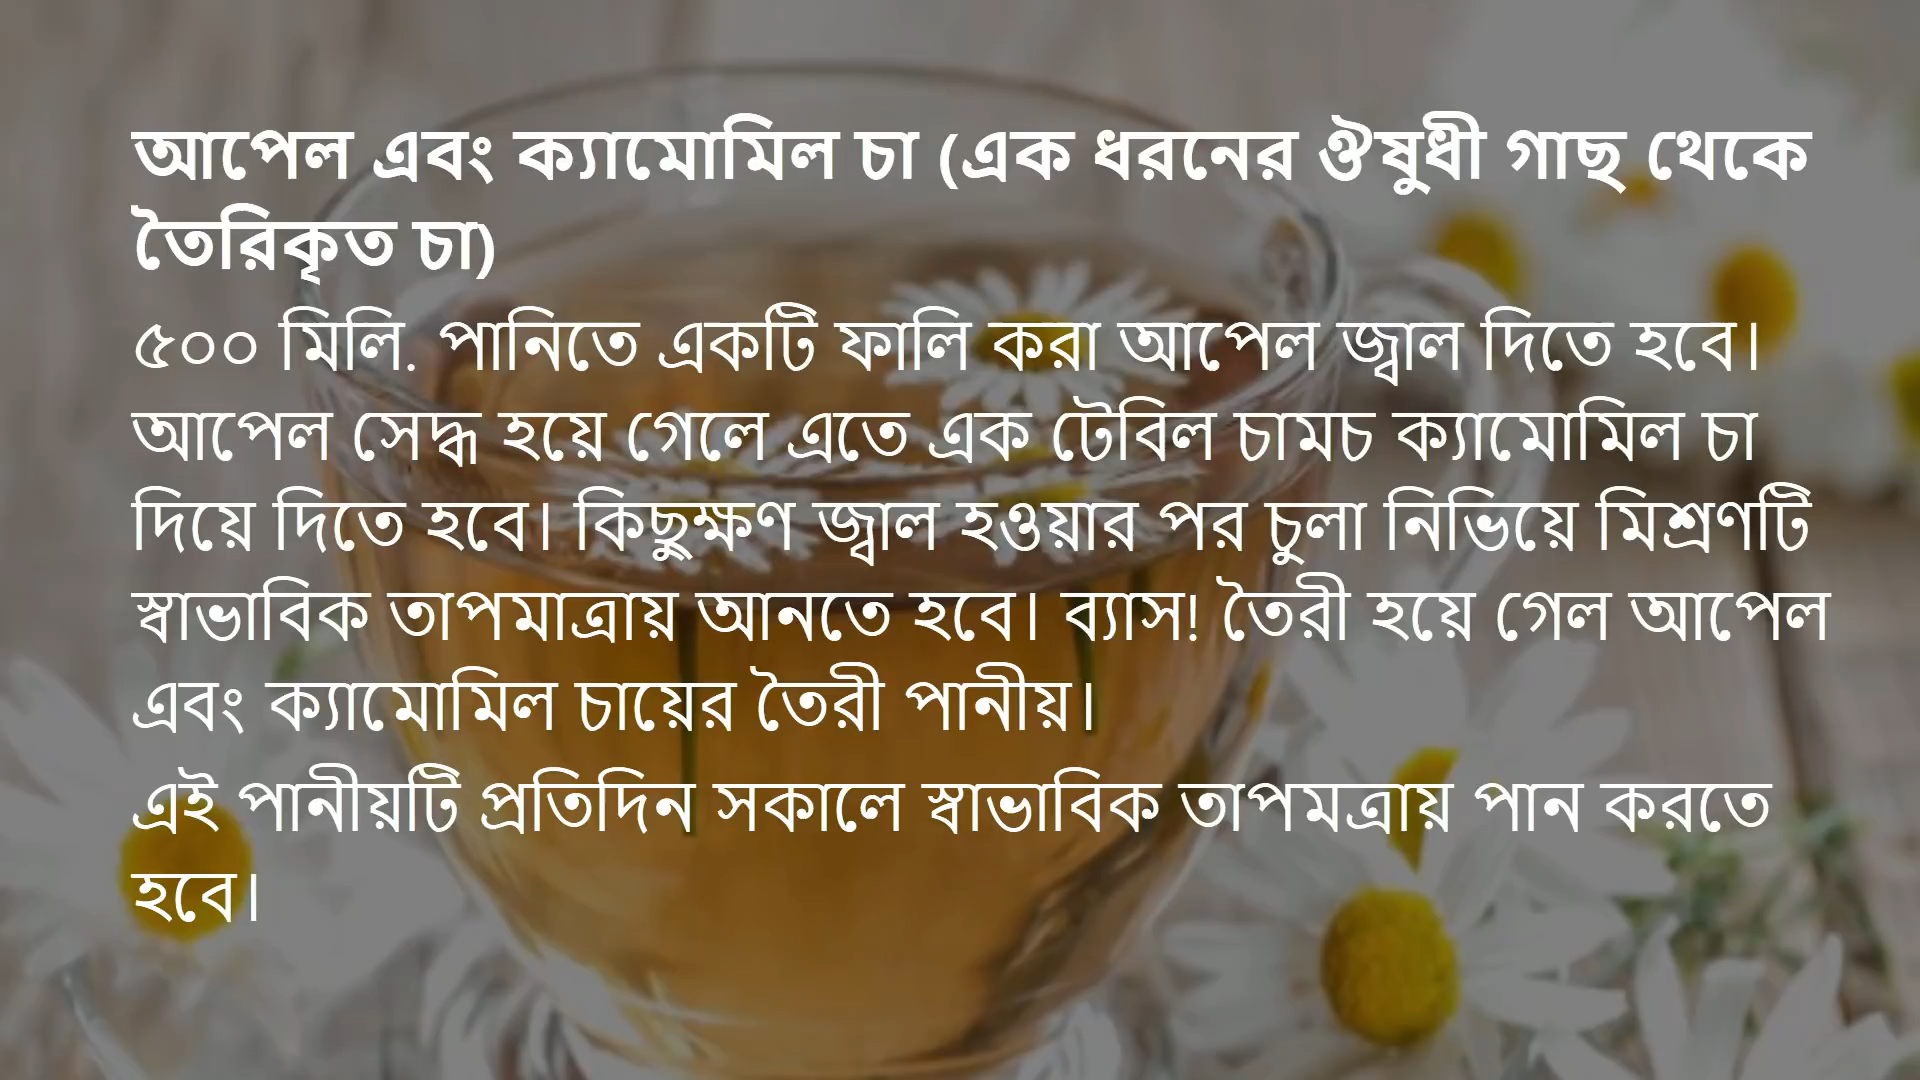 আপেল এবং ক্যামোমিল চা (এক ধরনের ঔষুধী গাছ থেকে
তৈরিকৃত চা)
৫০০ মিলি. পানিতে একটি ফালি করা আপেল জ্বাল দিতে হবে।
আপেল সেদ্ধ হয়ে গেলে এতে এক টেবিল চামচ ক্যামোমিল চা
দিয়ে দিতে হবে। কিছুক্ষণ জ্বাল হওয়ার পর চুলা নিভিয়ে মিশ্রণটি
স্বাভাবিক তাপমাত্রায় আনতে হবে। ব্যাস! তৈরী হয়ে গেল আপেল
এবং ক্যামোমিল চায়ের তৈরী পানীয়।
এই পানীয়টি প্রতিদিন সকালে স্বাভাবিক তাপমত্রায় পান করতে
হবে।